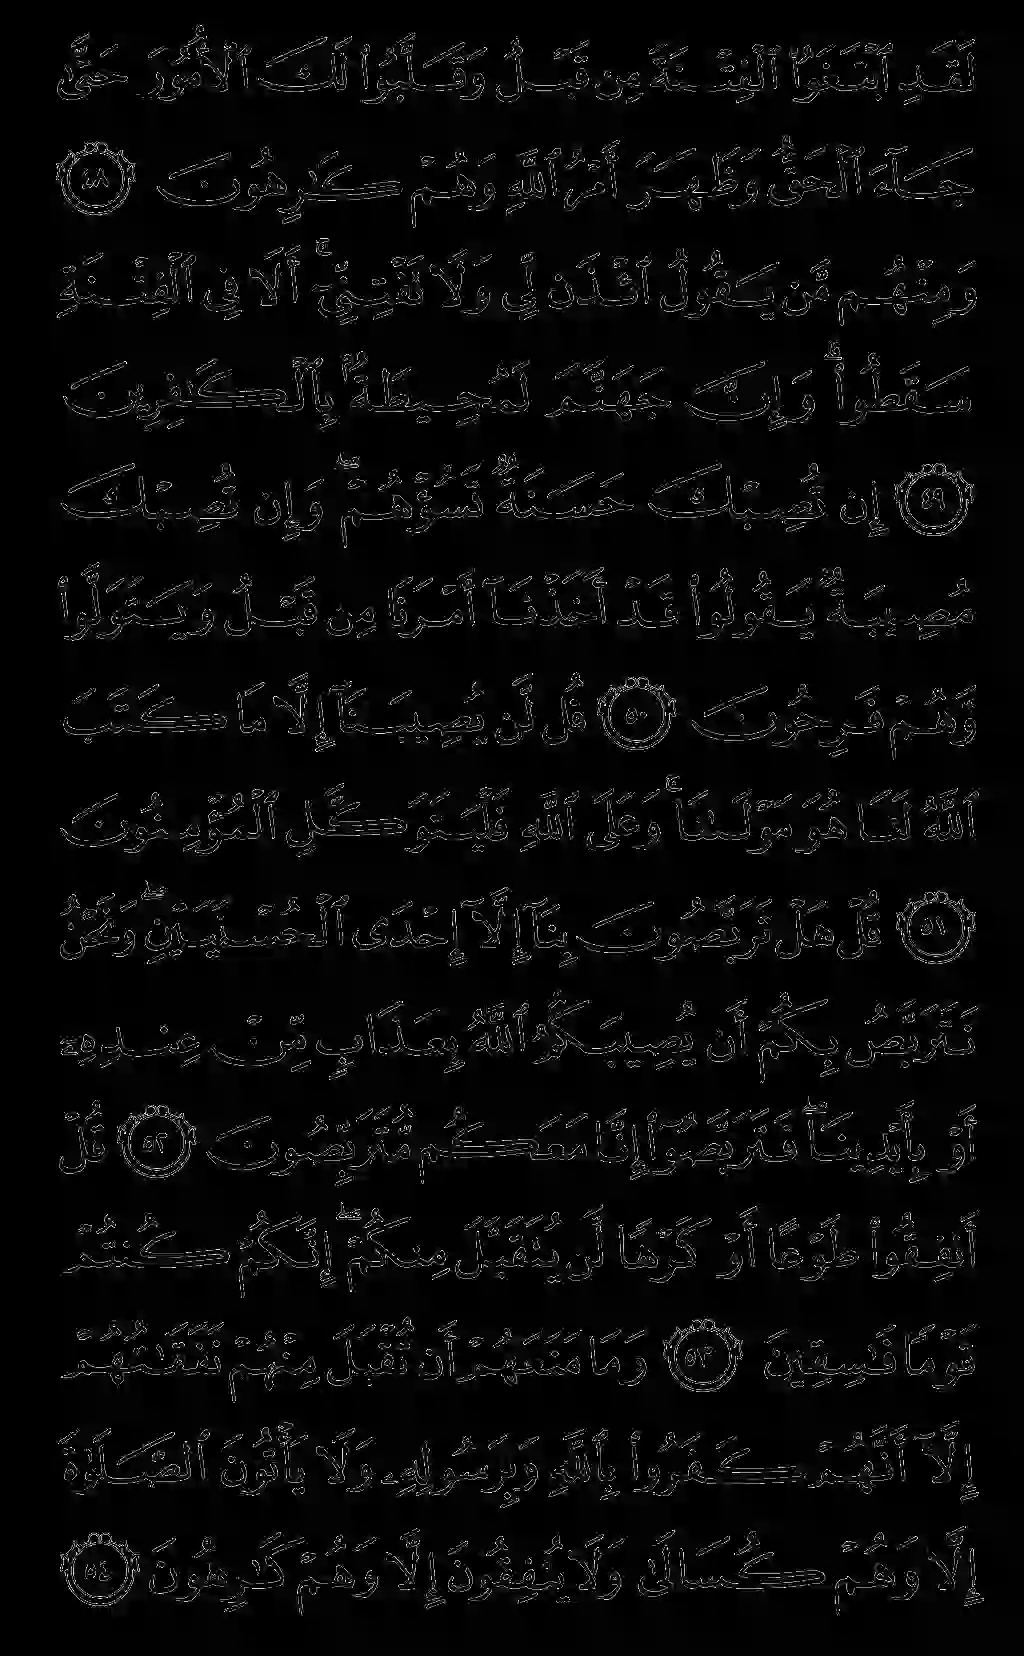 لَقَدِ ٱبْتَغَوُا۟ ٱلْفِتْنَةَ مِن قَبْلُ وَقَلَّبُوا۟ لَكَ ٱلْأُمُورَ حَتَّىٰ
جَآءَ ٱلْحَقُّ وَظَهَرَ أَمْرُ ٱللَّهِ وَهُمْ كَـٰرِهُونَ ٤٨
وَمِنْهُم مَّن يَقُولُ ٱئْذَن لِّى وَلَا تَفْتِنِّىٓ ۚ أَلَا فِى ٱلْفِتْنَةِ
سَقَطُوا۟ ۗ وَإِنَّ جَهَنَّمَ لَمُحِيطَةٌۢ بِٱلْكَـٰفِرِينَ
٤٩ إِن تُصِبْكَ حَسَنَةٌ تَسُؤْهُمْ ۖ وَإِن تُصِبْكَ
مُصِيبَةٌ يَقُولُوا۟ قَدْ أَخَذْنَآ أَمْرَنَا مِن قَبْلُ وَيَتَوَلَّوا۟
وَّهُمْ فَرِحُونَ ٥٠ قُل لَّن يُصِيبَنَآ إِلَّا مَا كَتَبَ
ٱللَّهُ لَنَا هُوَ مَوْلَىٰنَا ۚ وَعَلَى ٱللَّهِ فَلْيَتَوَكَّلِ ٱلْمُؤْمِنُونَ
٥١ قُلْ هَلْ تَرَبَّصُونَ بِنَآ إِلَّآ إِحْدَى ٱلْحُسْنَيَيْنِ ۖ وَنَحْنُ
نَتَرَبَّصُ بِكُمْ أَن يُصِيبَكُمُ ٱللَّهُ بِعَذَابٍ مِّنْ عِندِهِۦٓ
أَوْ بِأَيْدِينَا ۖ فَتَرَبَّصُوٓا۟ إِنَّا مَعَكُم مُّتَرَبِّصُونَ ٥٢ قُلْ
أَنفِقُوا۟ طَوْعًا أَوْ كَرْهًا لَّن يُتَقَبَّلَ مِنكُمْ ۖ إِنَّكُمْ كُنتُمْ
قَوْمًا فَـٰسِقِينَ ٥٣ وَمَا مَنَعَهُمْ أَن تُقْبَلَ مِنْهُمْ نَفَقَـٰتُهُمْ
إِلَّآ أَنَّهُمْ كَفَرُوا۟ بِٱللَّهِ وَبِرَسُولِهِۦ وَلَا يَأْتُونَ ٱلصَّلَوٰةَ
إِلَّا وَهُمْ كُسَالَىٰ وَلَا يُنفِقُونَ إِلَّا وَهُمْ كَـٰرِهُونَ ٥٤